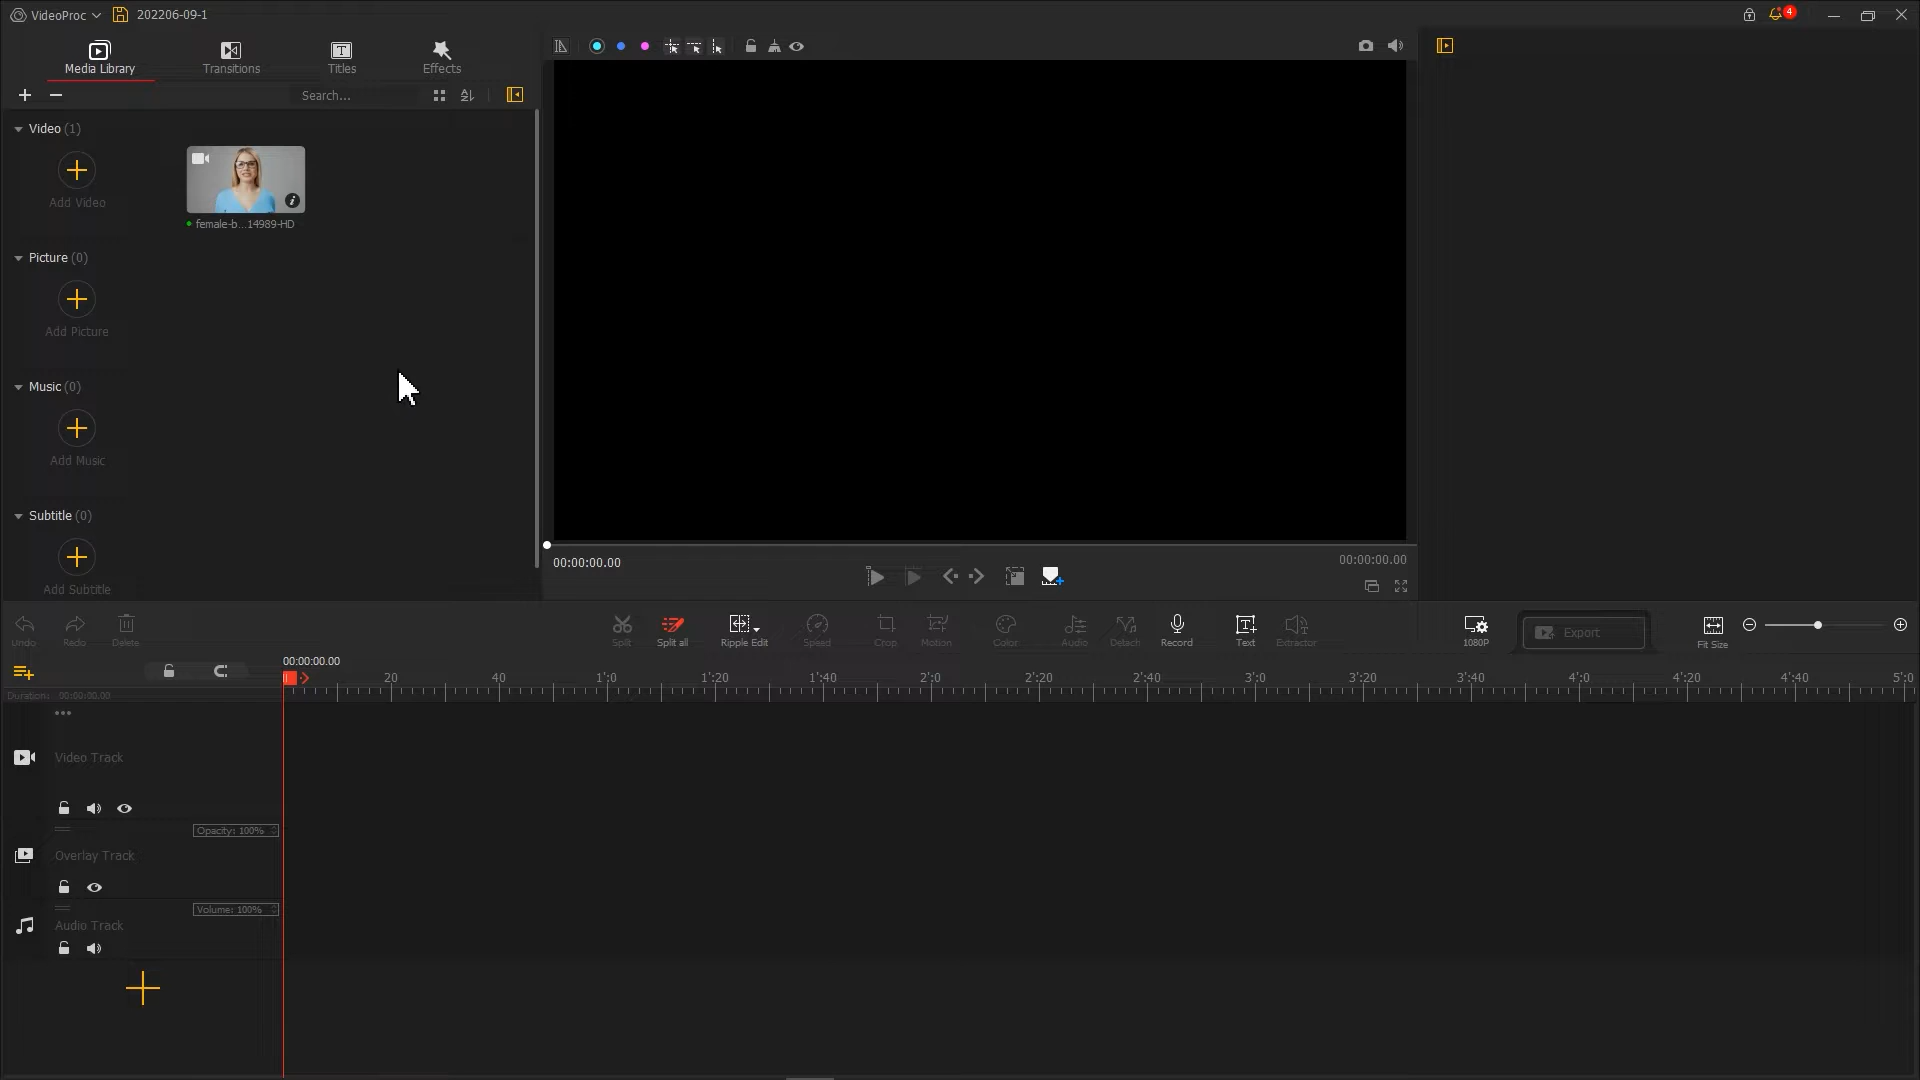 VideoProc
202206-09-1
4
Media Library
Transitions
Titles
Effects
Search...
Video (1)
Add Video
female-b...14989-HD
Picture (0)
Add Picture
Music (0)
Add Music
Subtitle (0)
Add Subtitle
00:00:00.00
00:00:00.00
Undo
Redo
Delete
Split
Split all
Ripple Edit
Speed
Crop
Motion
Color
Audio
Detach
Record
Text
Extractor
1080P
Export
Fit Size
00:00:00.00
20
40
1':0
1':20
1':40
2':0
2':20
2':40
3':0
3':20
3':40
4':0
4':20
4':40
5':0
Duration: 00:00:00.00
Video Track
Opacity: 100%
Overlay Track
Volume: 100%
Audio Track